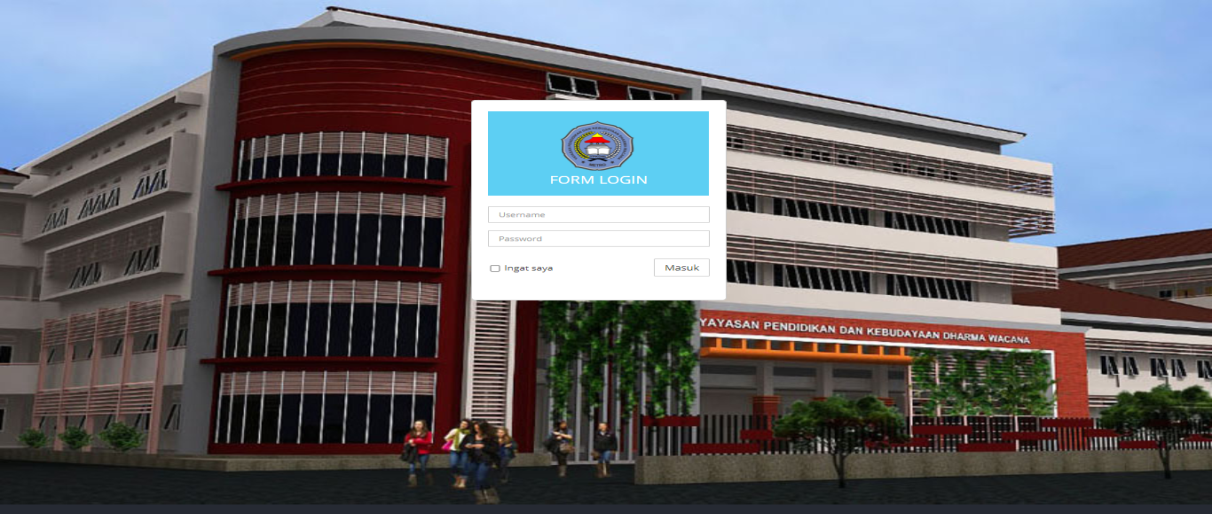 FORM LOGIN
Username
Password
Ingat saya
Masuk
YAYASAN PENDIDIKAN DAN KEBUDAYAAN DHARMA WACANA